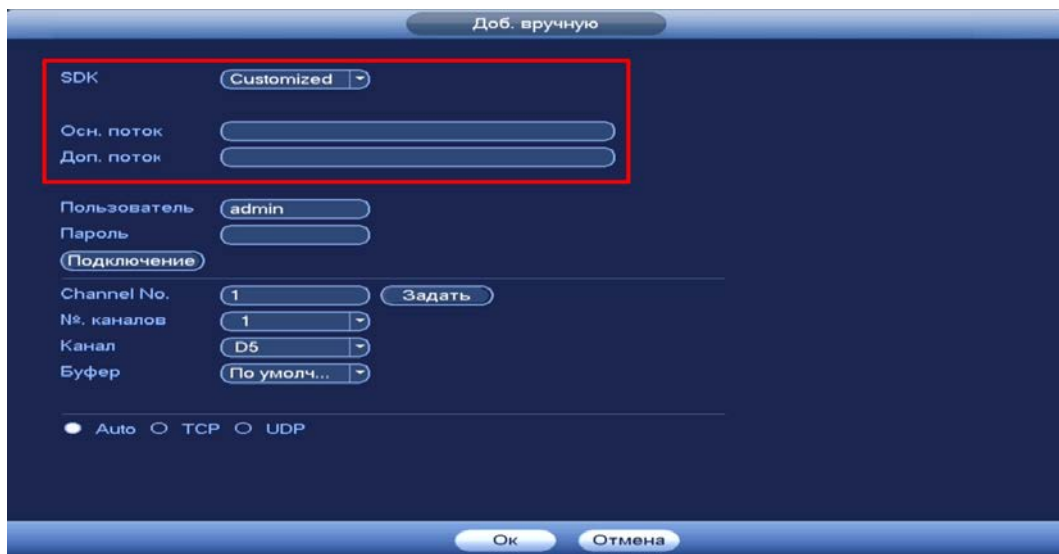 Доб. вручную
SDK Customized
Осн. поток
Доп. поток
Пользователь admin
Пароль
Подключение
Channel No. 1 Задать
№. каналов 1
Канал D5
Буфер По умолч...
Auto TCP UDP
Ок Отмена